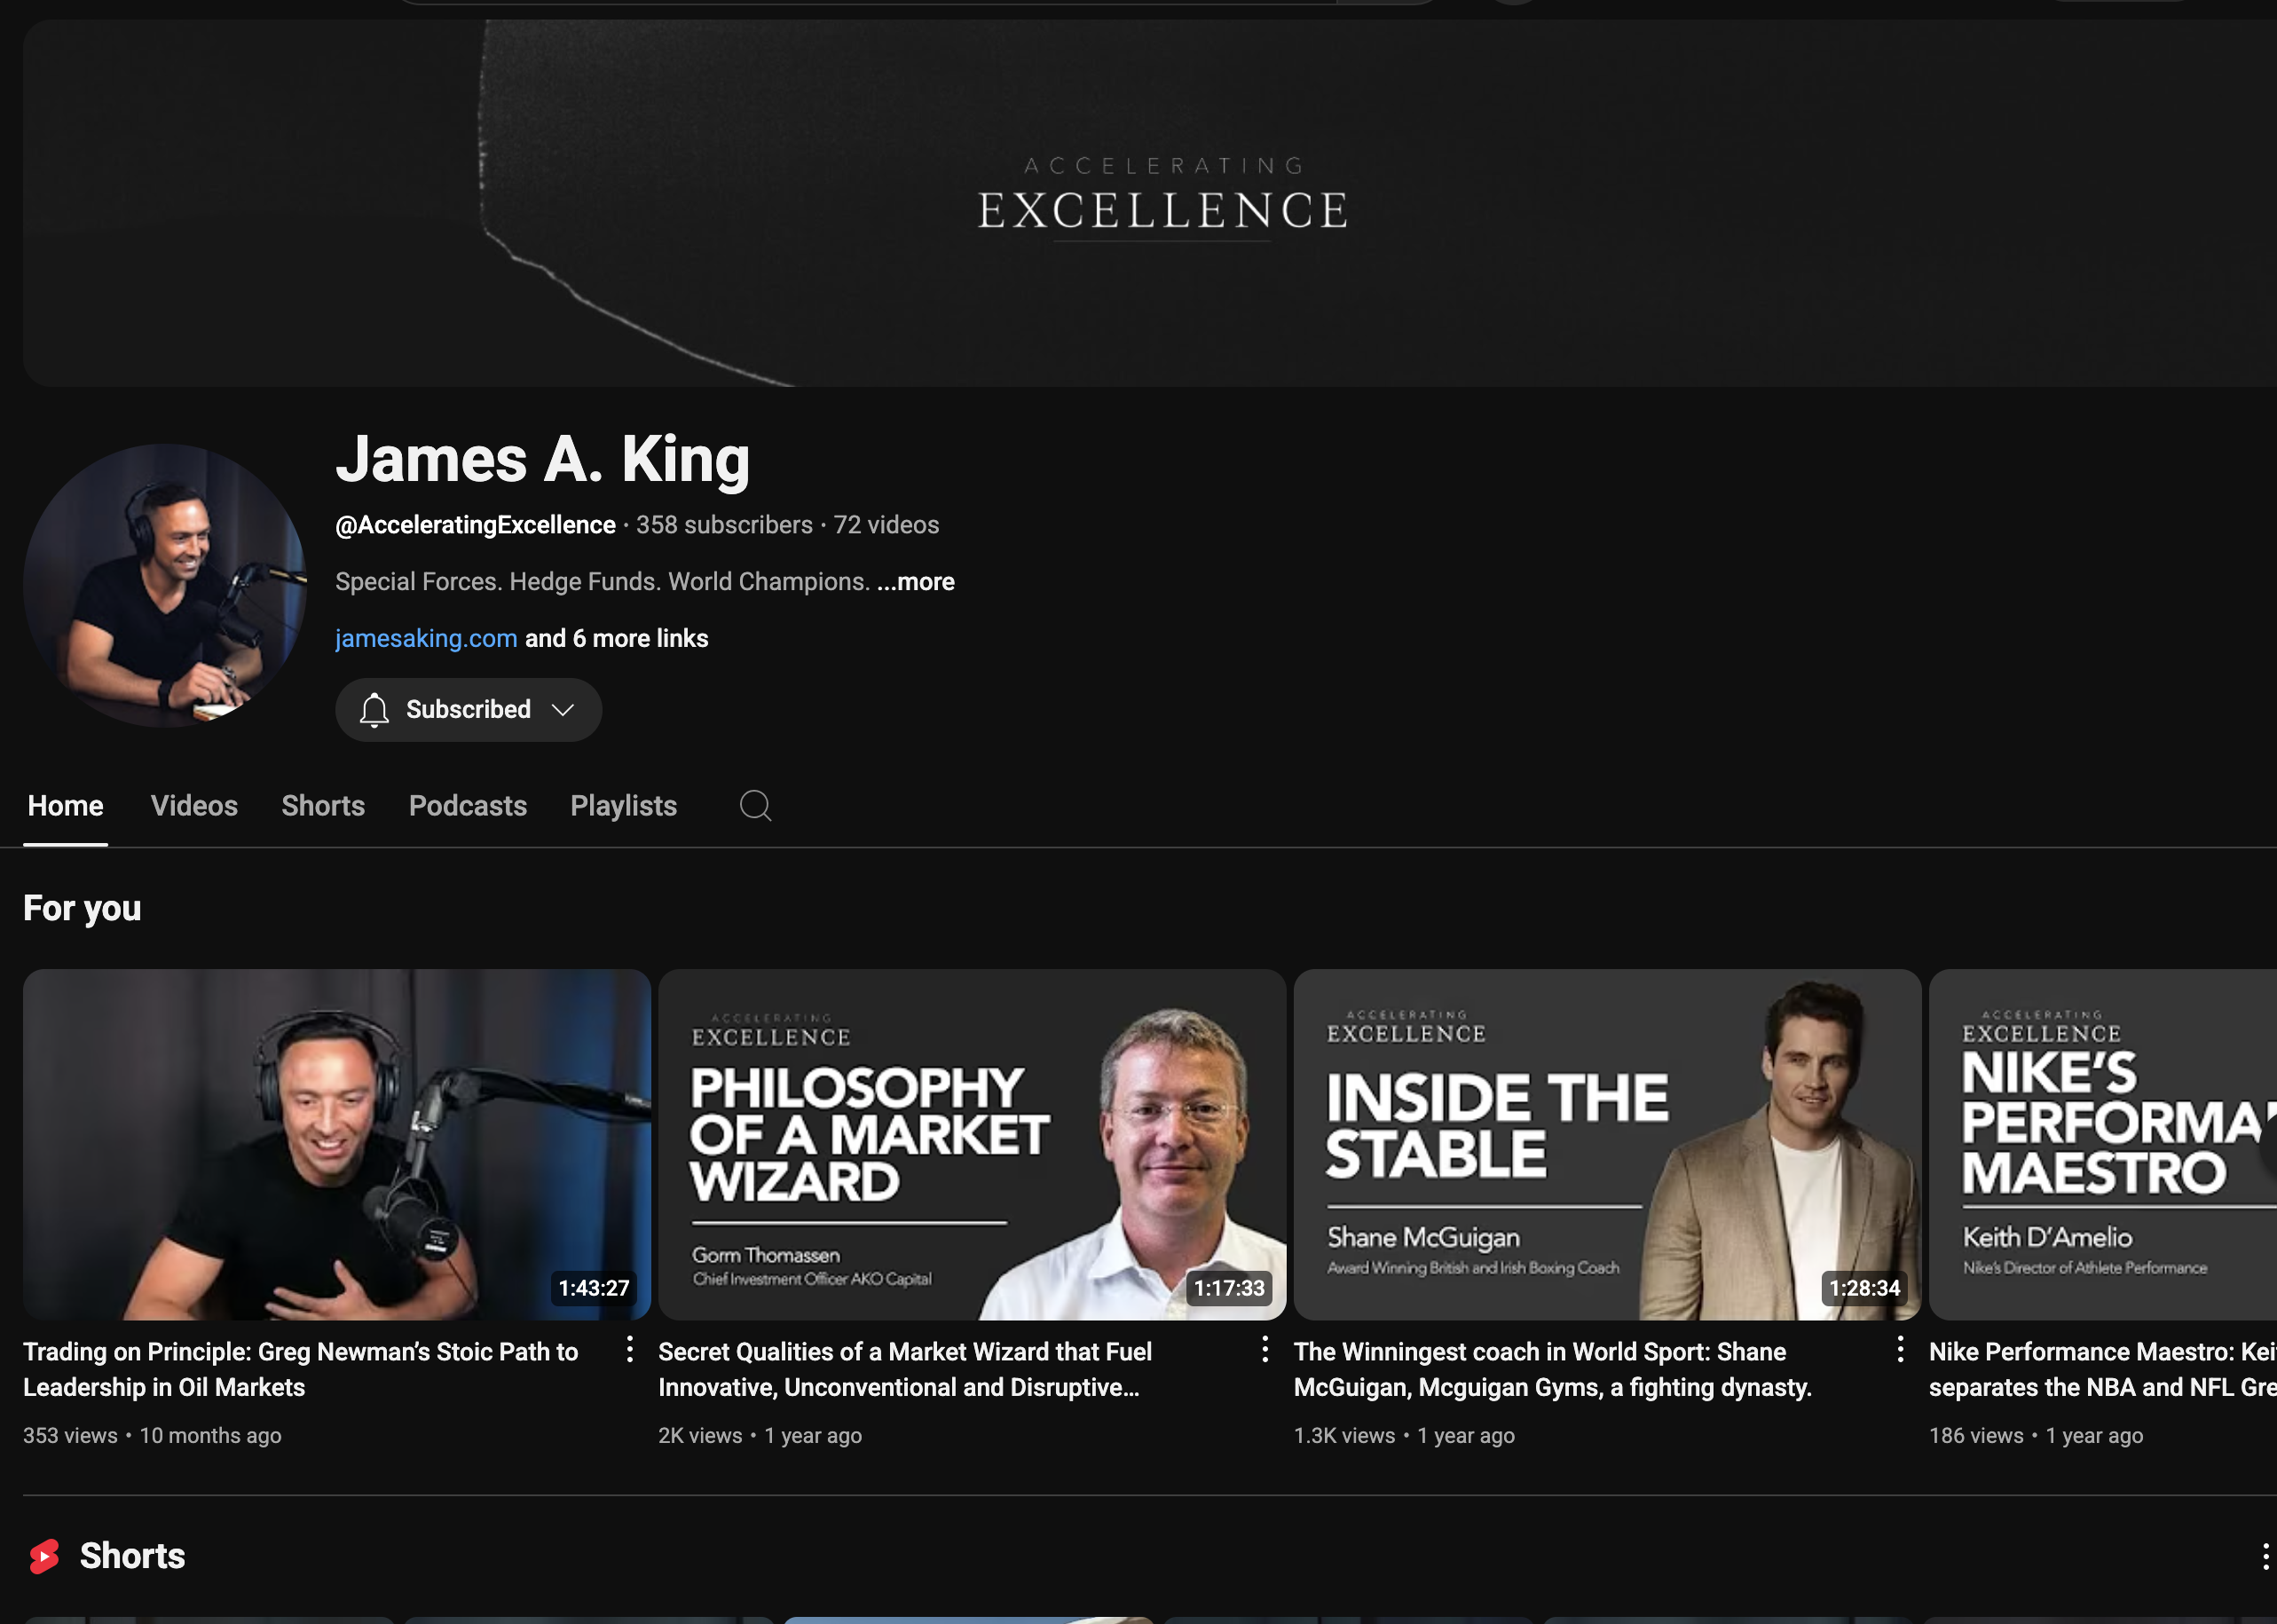 ACCELERATING
EXCELLENCE
James A. King
@AcceleratingExcellence · 358 subscribers · 72 videos
Special Forces. Hedge Funds. World Champions. ...more
jamesaking.com and 6 more links
Subscribed
Home Videos Shorts Podcasts Playlists
For you
1:43:27
Trading on Principle: Greg Newman’s Stoic Path to
Leadership in Oil Markets
353 views • 10 months ago
ACCELERATING
EXCELLENCE
PHILOSOPHY
OF A MARKET
WIZARD
Gorm Thomassen
Chief Investment Officer AKO Capital
1:17:33
Secret Qualities of a Market Wizard that Fuel
Innovative, Unconventional and Disruptive...
2K views • 1 year ago
ACCELERATING
EXCELLENCE
INSIDE THE
STABLE
Shane McGuigan
Award Winning British and Irish Boxing Coach
1:28:34
The Winningest coach in World Sport: Shane
McGuigan, Mcguigan Gyms, a fighting dynasty.
1.3K views • 1 year ago
ACCELERATING
EXCELLENCE
NIKE’S
PERFORMA
MAESTRO
Keith D’Amelio
Nike’s Director of Athlete Performance
Nike Performance Maestro: Kei
separates the NBA and NFL Gre
186 views • 1 year ago
Shorts